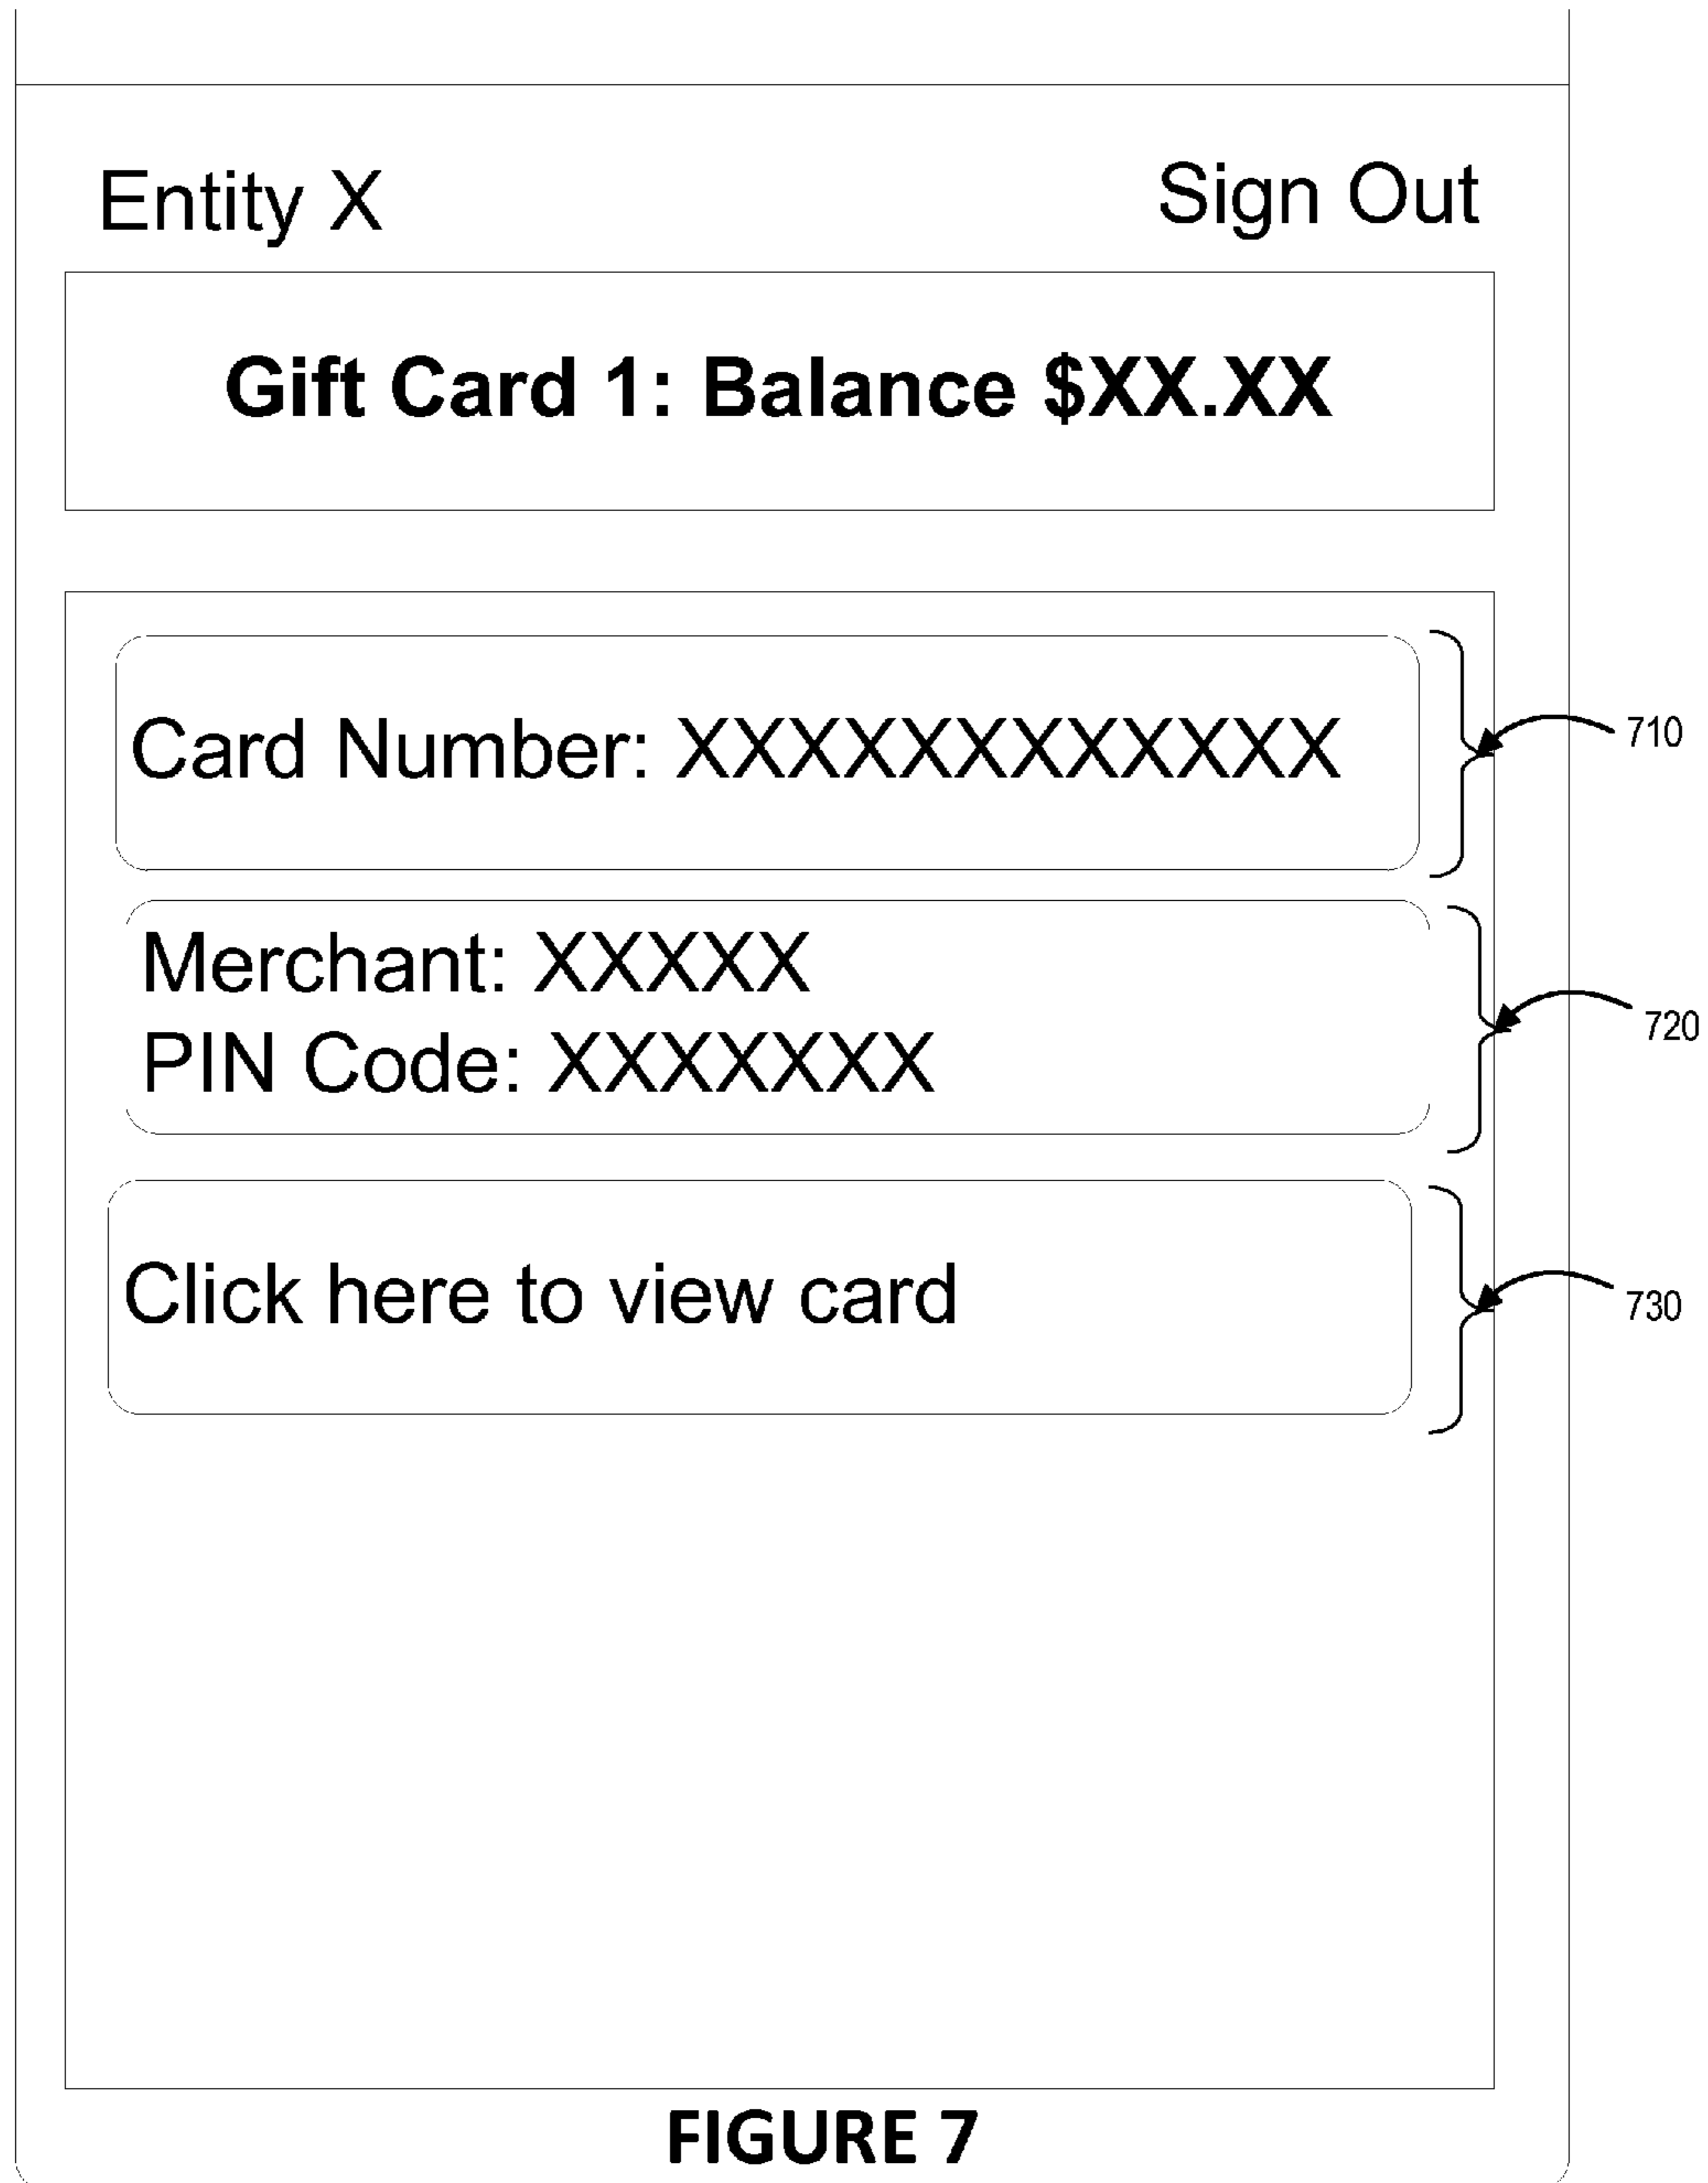 Entity X Sign Out
Gift Card 1: Balance $XX.XX
Card Number: XXXXXXXXXXXX
710
Merchant: XXXXX
PIN Code: XXXXXXX
720
Click here to view card
730
FIGURE 7